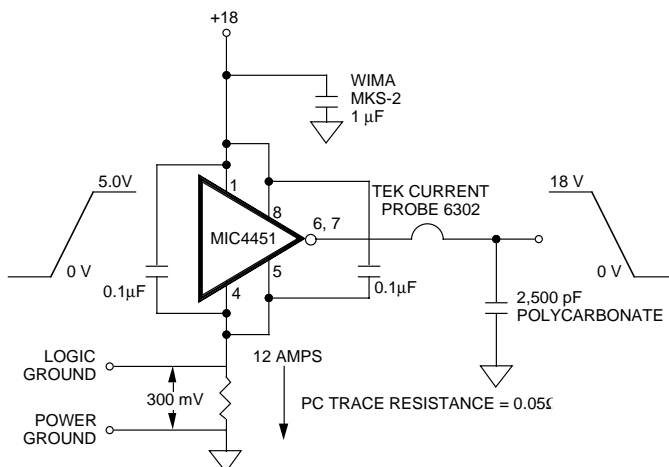 +18
WIMA
MKS-2
1 µF
5.0V
0 V
0.1µF
1
8
6, 7
MIC4451
5
4
0.1µF
TEK CURRENT
PROBE 6302
18 V
0 V
2,500 pF
POLYCARBONATE
LOGIC
GROUND
300 mV
POWER
GROUND
12 AMPS
PC TRACE RESISTANCE = 0.05Ω